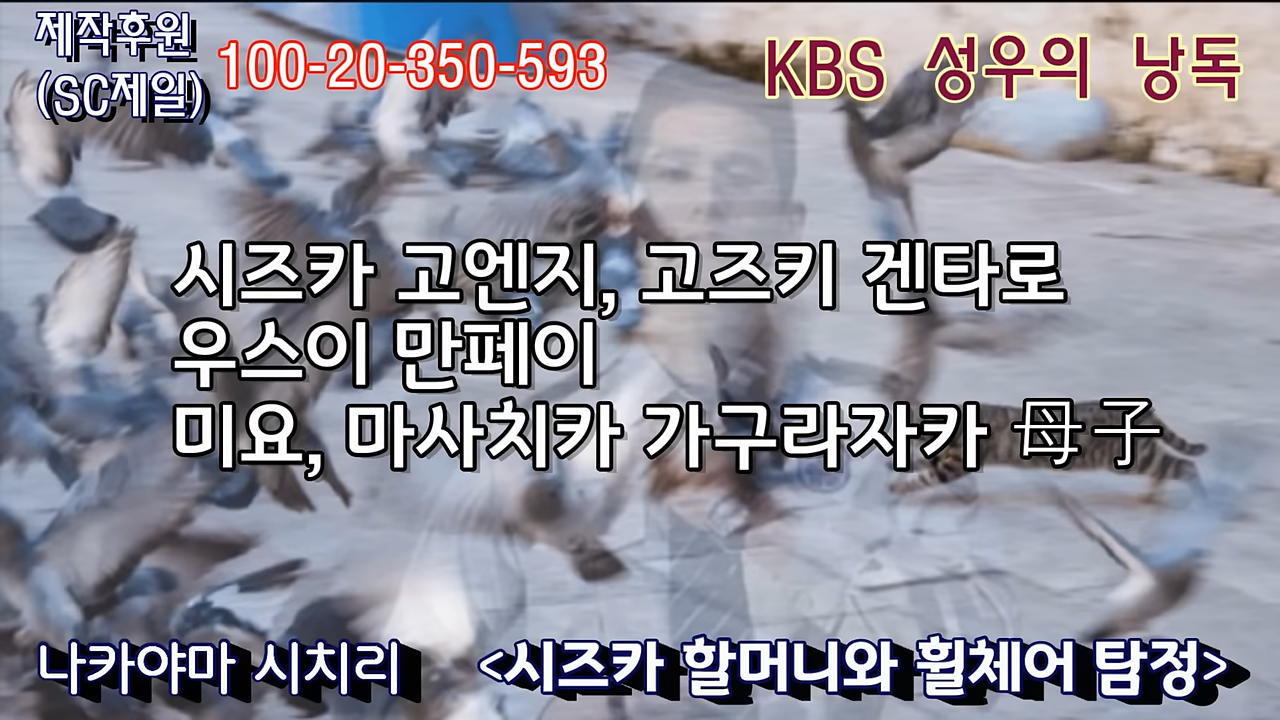 제작후원
(SC제일)
100-20-350-593
KBS 성우의 낭독
시즈카 고엔지, 고즈키 겐타로
우스이 만페이
미요, 마사치카 가구라자카 母子
나카야마 시치리 <시즈카 할머니와 휠체어 탐정>